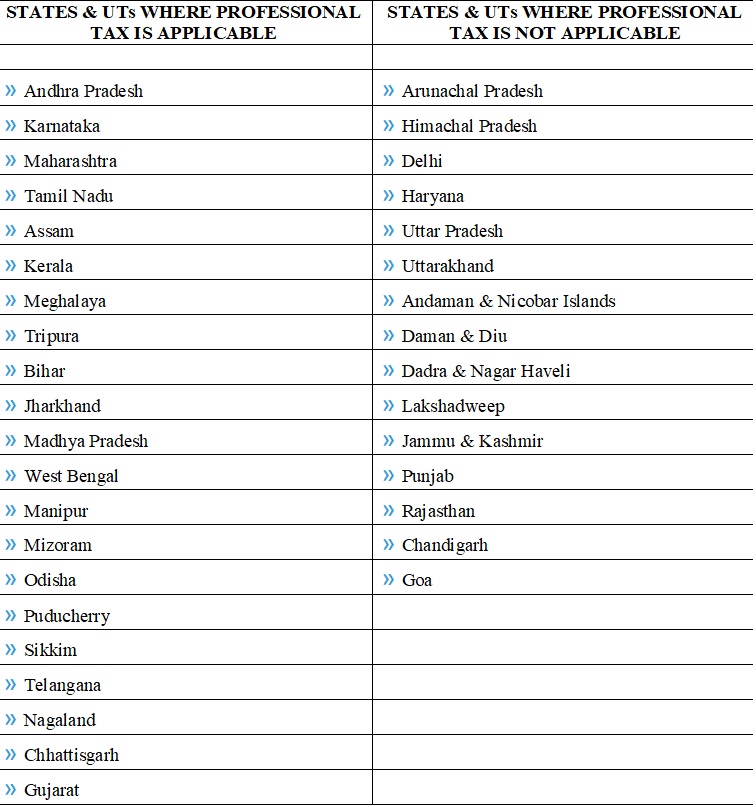 STATES & UTs WHERE PROFESSIONAL
TAX IS APPLICABLE
STATES & UTs WHERE PROFESSIONAL
TAX IS NOT APPLICABLE
» Andhra Pradesh
» Arunachal Pradesh
» Karnataka
» Himachal Pradesh
» Maharashtra
» Delhi
» Tamil Nadu
» Haryana
» Assam
» Uttar Pradesh
» Kerala
» Uttarakhand
» Meghalaya
» Andaman & Nicobar Islands
» Tripura
» Daman & Diu
» Bihar
» Dadra & Nagar Haveli
» Jharkhand
» Lakshadweep
» Madhya Pradesh
» Jammu & Kashmir
» West Bengal
» Punjab
» Manipur
» Rajasthan
» Mizoram
» Chandigarh
» Odisha
» Goa
» Puducherry
» Sikkim
» Telangana
» Nagaland
» Chhattisgarh
» Gujarat